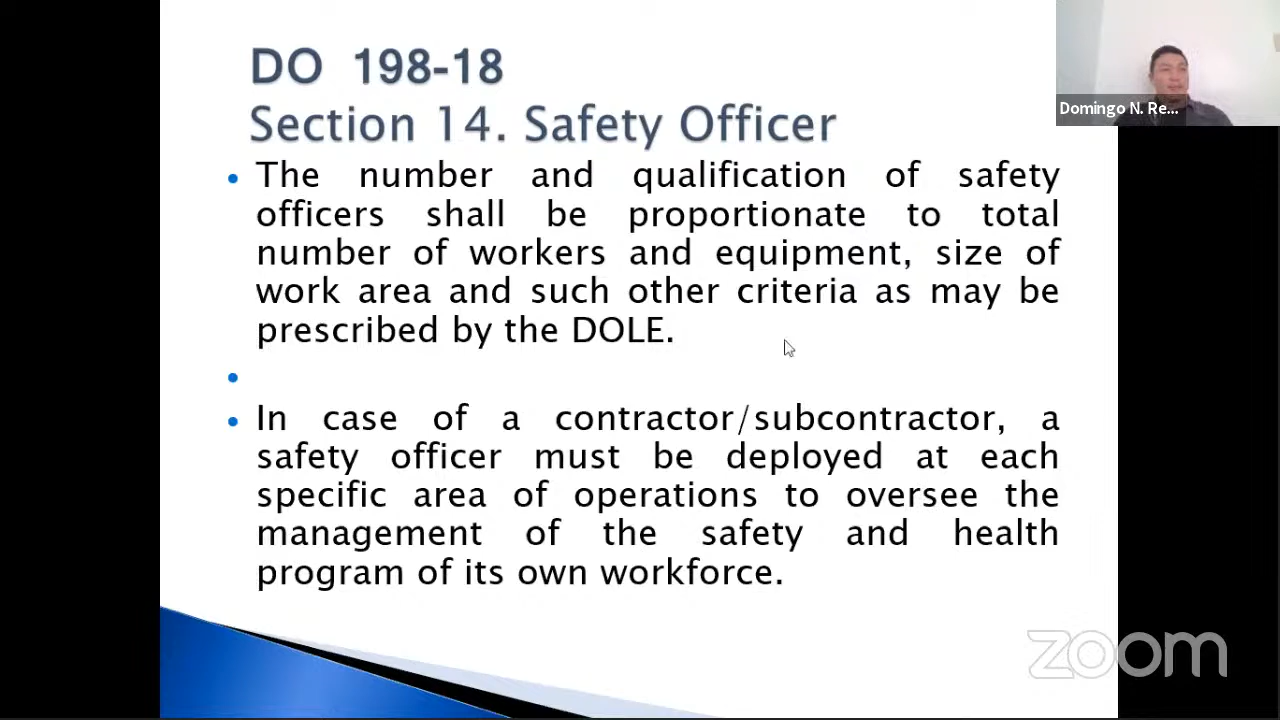 DO 198-18
Section 14. Safety Officer
• The number and qualification of safety
officers shall be proportionate to total
number of workers and equipment, size of
work area and such other criteria as may be
prescribed by the DOLE.
•
• In case of a contractor/subcontractor, a
safety officer must be deployed at each
specific area of operations to oversee the
management of the safety and health
program of its own workforce.
Domingo N. Re...
zoom